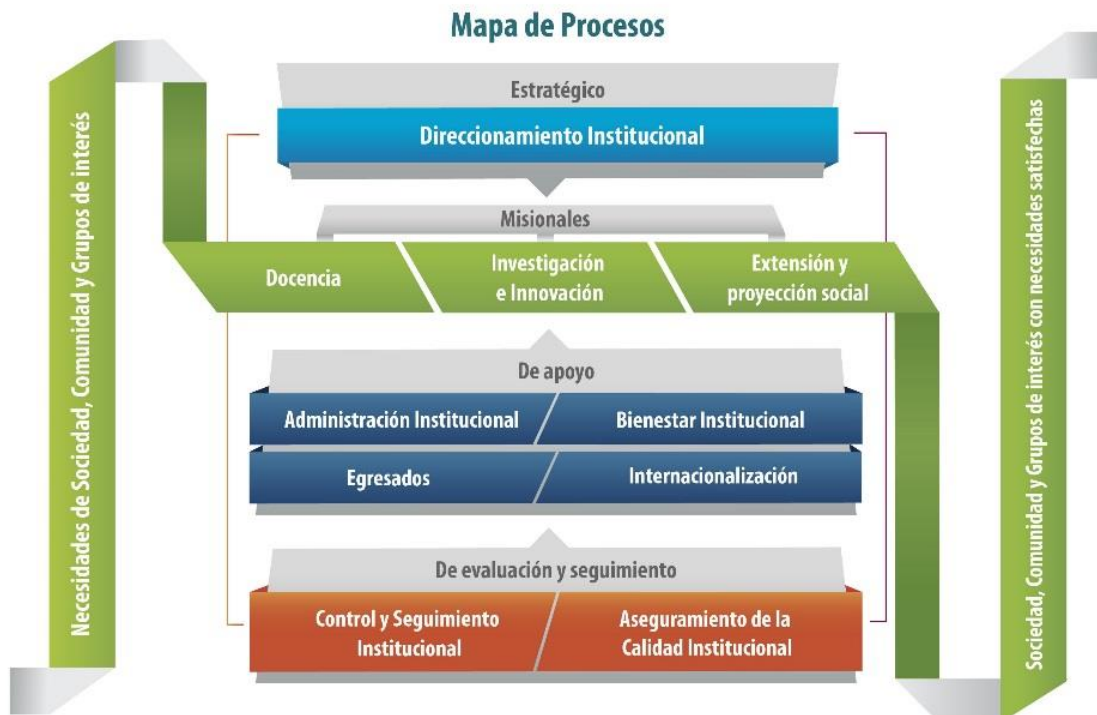 Mapa de Procesos
Necesidades de Sociedad, Comunidad y Grupos de interés
Estratégico
Direccionamiento Institucional
Misionales
Docencia
Investigación
e Innovación
Extensión y
proyección social
De apoyo
Administración Institucional
Bienestar Institucional
Egresados
Internacionalización
De evaluación y seguimiento
Control y Seguimiento
Institucional
Aseguramiento de la
Calidad Institucional
Sociedad, Comunidad y Grupos de interés con necesidades satisfechas